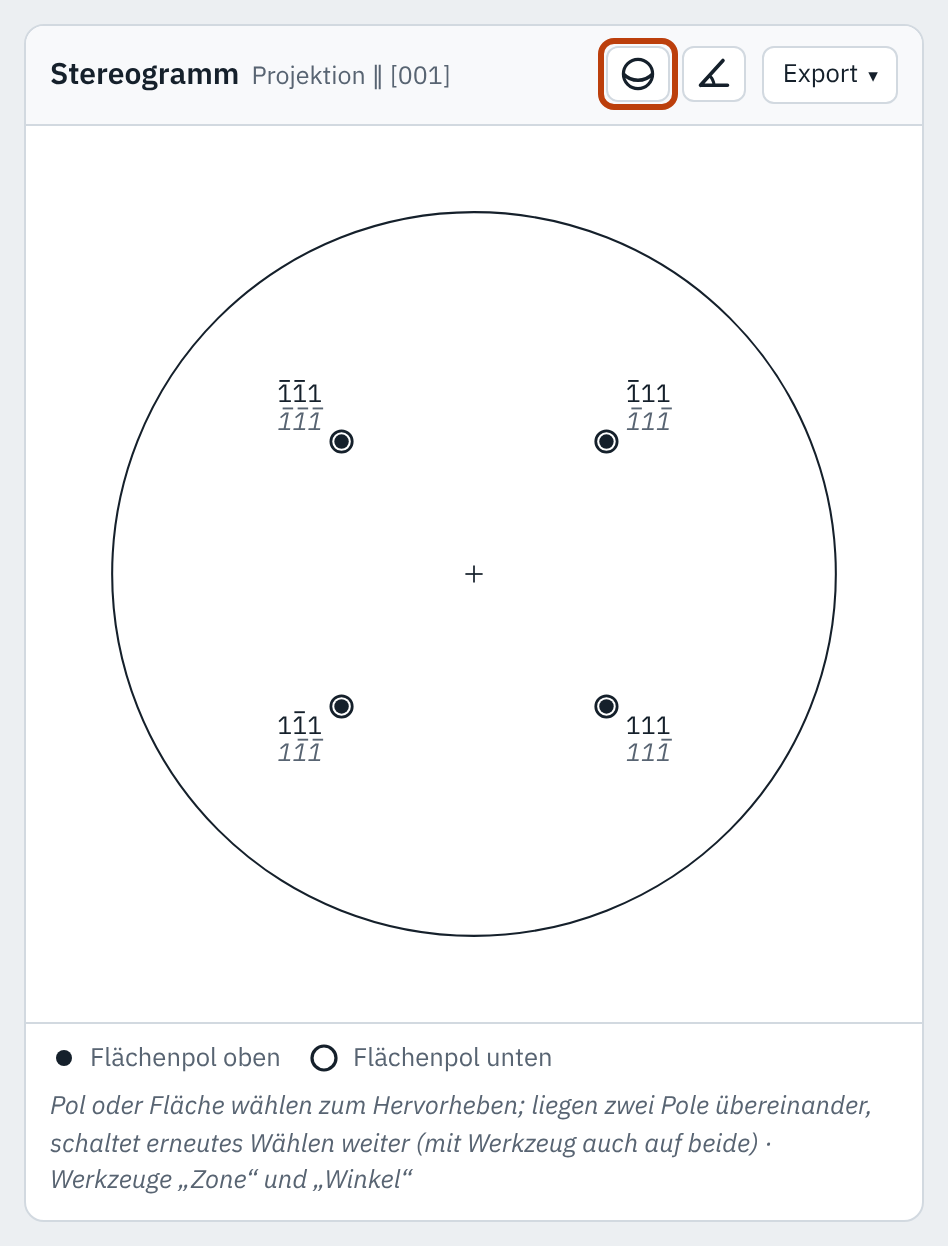 Stereogramm Projektion ∥ [001]
Export ▾
1̄1̄1
1̄1̄1̄
1̄11
1̄11̄
11̄1
11̄1̄
111
111̄
Flächenpol oben
Flächenpol unten
Pol oder Fläche wählen zum Hervorheben; liegen zwei Pole übereinander,
schaltet erneutes Wählen weiter (mit Werkzeug auch auf beide) ·
Werkzeuge „Zone“ und „Winkel“